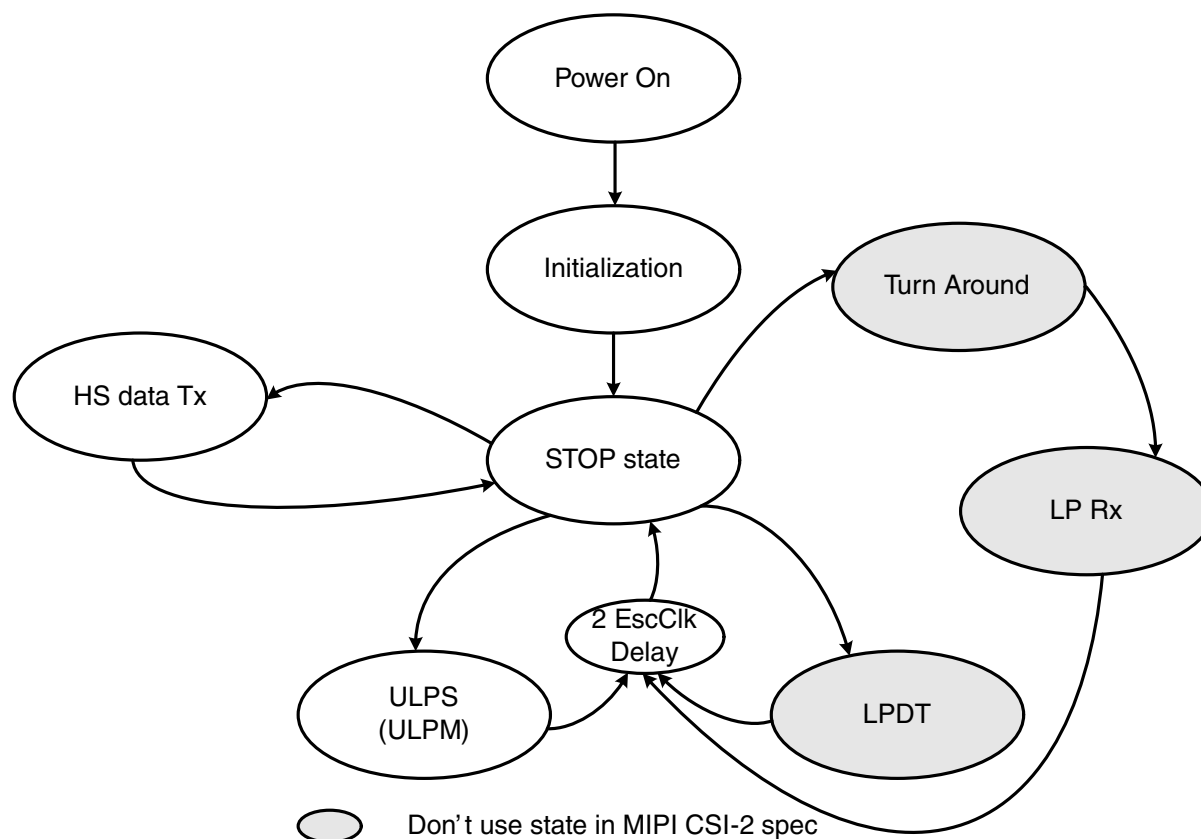 Power On
Initialization
Turn Around
HS data Tx
STOP state
LP Rx
2 EscClk
Delay
ULPS
(ULPM)
LPDT
Don't use state in MIPI CSI-2 spec